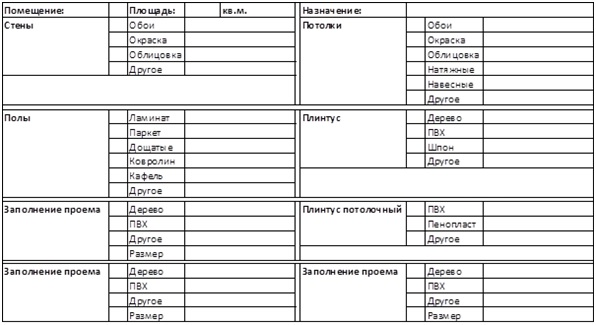 Помещение: Площадь: кв.м. Назначение:
Стены Обои Потолки Обои
Окраска Окраска
Облицовка Облицовка
Другое Натяжные
Навесные
Другое
Полы Ламинат Плинтус Дерево
Паркет ПВХ
Дощатые Шпон
Ковролин Другое
Кафель
Другое
Заполнение проема Дерево Плинтус потолочный ПВХ
ПВХ Пенопласт
Другое Другое
Размер
Заполнение проема Дерево Заполнение проема Дерево
ПВХ ПВХ
Другое Другое
Размер Размер